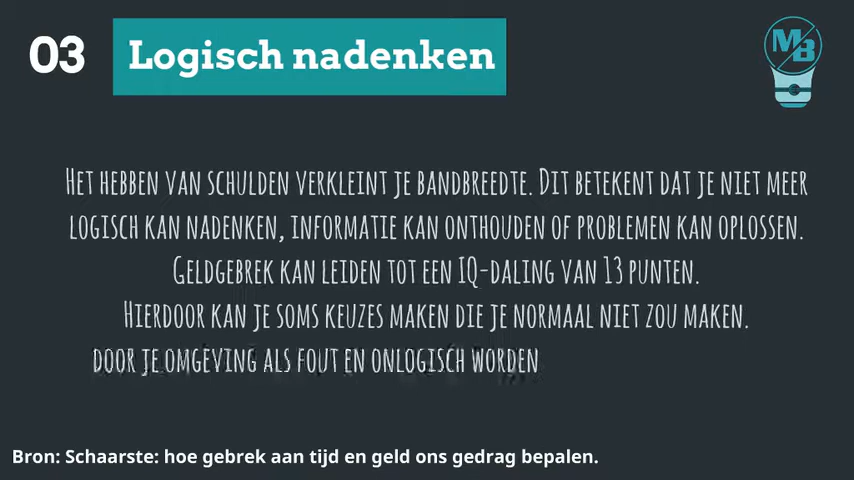 03 Logisch nadenken
MB
Het hebben van schulden verkleint je bandbreedte. Dit betekent dat je niet meer
logisch kan nadenken, informatie kan onthouden of problemen kan oplossen.
Geldgebrek kan leiden tot een IQ-daling van 13 punten.
Hierdoor kan je soms keuzes maken die je normaal niet zou maken.
door je omgeving als fout en onlogisch worden
Bron: Schaarste: hoe gebrek aan tijd en geld ons gedrag bepalen.